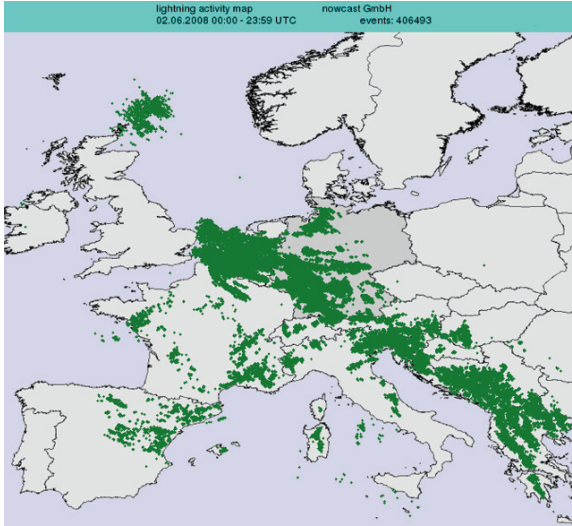 lightning activity map nowcast GmbH
02.06.2008 00:00 - 23:59 UTC events: 406493